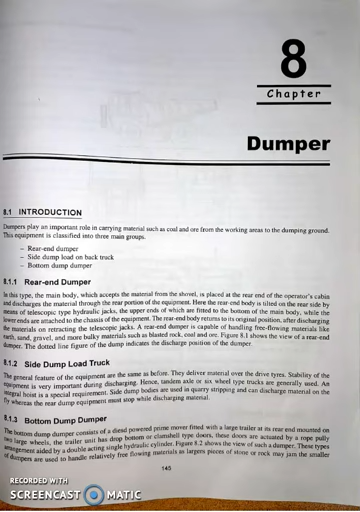 8
Chapter
Dumper
8.1 INTRODUCTION
Dumpers play an important role in carrying material such as coal and ore from the working areas to the dumping ground.
This equipment is classified into three main groups.
– Rear-end dumper
– Side dump load on back truck
– Bottom dump dumper
8.1.1 Rear-end Dumper
In this type, the main body, which accepts the material from the shovel, is placed at the rear end of the operator's cabin
and discharges the material through the rear portion of the equipment. Here the rear-end body is tilted on the rear side by
means of telescopic type hydraulic jacks, the upper ends of which are fitted to the bottom of the main body, while the
lower ends are attached to the chassis of the equipment. The rear-end body returns to its original position, after discharging
the materials on retracting the telescopic jacks. A rear-end dumper is capable of handling free-flowing materials like
earth, sand, gravel, and more bulky materials such as blasted rock, coal and ore. Figure 8.1 shows the view of a rear-end
dumper. The dotted line figure of the dump indicates the discharge position of the dumper.
8.1.2 Side Dump Load Truck
The general feature of the equipment are the same as before. They deliver material over the drive tyres. Stability of the
equipment is very important during discharging. Hence, tandem axle or six wheel type trucks are generally used. An
integral hoist is a special requirement. Side dump bodies are used in quarry stripping and can discharge material on the
fly whereas the rear dump equipment must stop while discharging material.
8.1.3 Bottom Dump Dumper
The bottom dump dumper consists of a diesel powered prime mover fitted with a large trailer at its rear end mounted on
two large wheels, the trailer unit has drop bottom or clamshell type doors, these doors are actuated by a rope pully
arrangement aided by a double acting single hydraulic cylinder. Figure 8.2 shows the view of such a dumper. These types
of dumpers are used to handle relatively free flowing materials as largers pieces of stone or rock may jam the smaller
145
RECORDED WITH
SCREENCAST MATIC